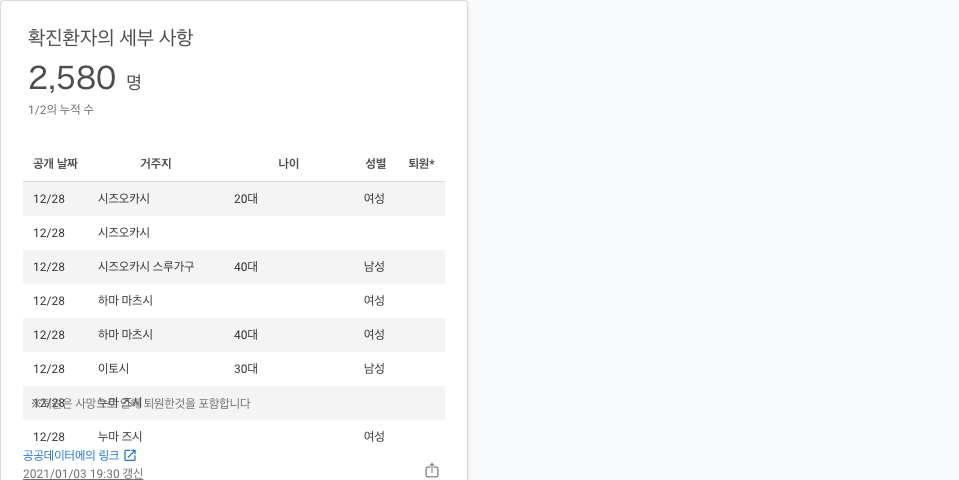 확진환자의 세부 사항
2,580 명
1/2의 누적 수
공개 날짜 거주지 나이 성별 퇴원*
12/28 시즈오카시 20대 여성
12/28 시즈오카시
12/28 시즈오카시 스루가구 40대 남성
12/28 하마 마츠시 여성
12/28 하마 마츠시 40대 여성
12/28 이토시 30대 남성
12/28 누마 즈시
은 사망 퇴원한것을 포함합니다
12/28 누마 즈시 여성
공공데이터에의 링크
2021/01/03 19:30 갱신